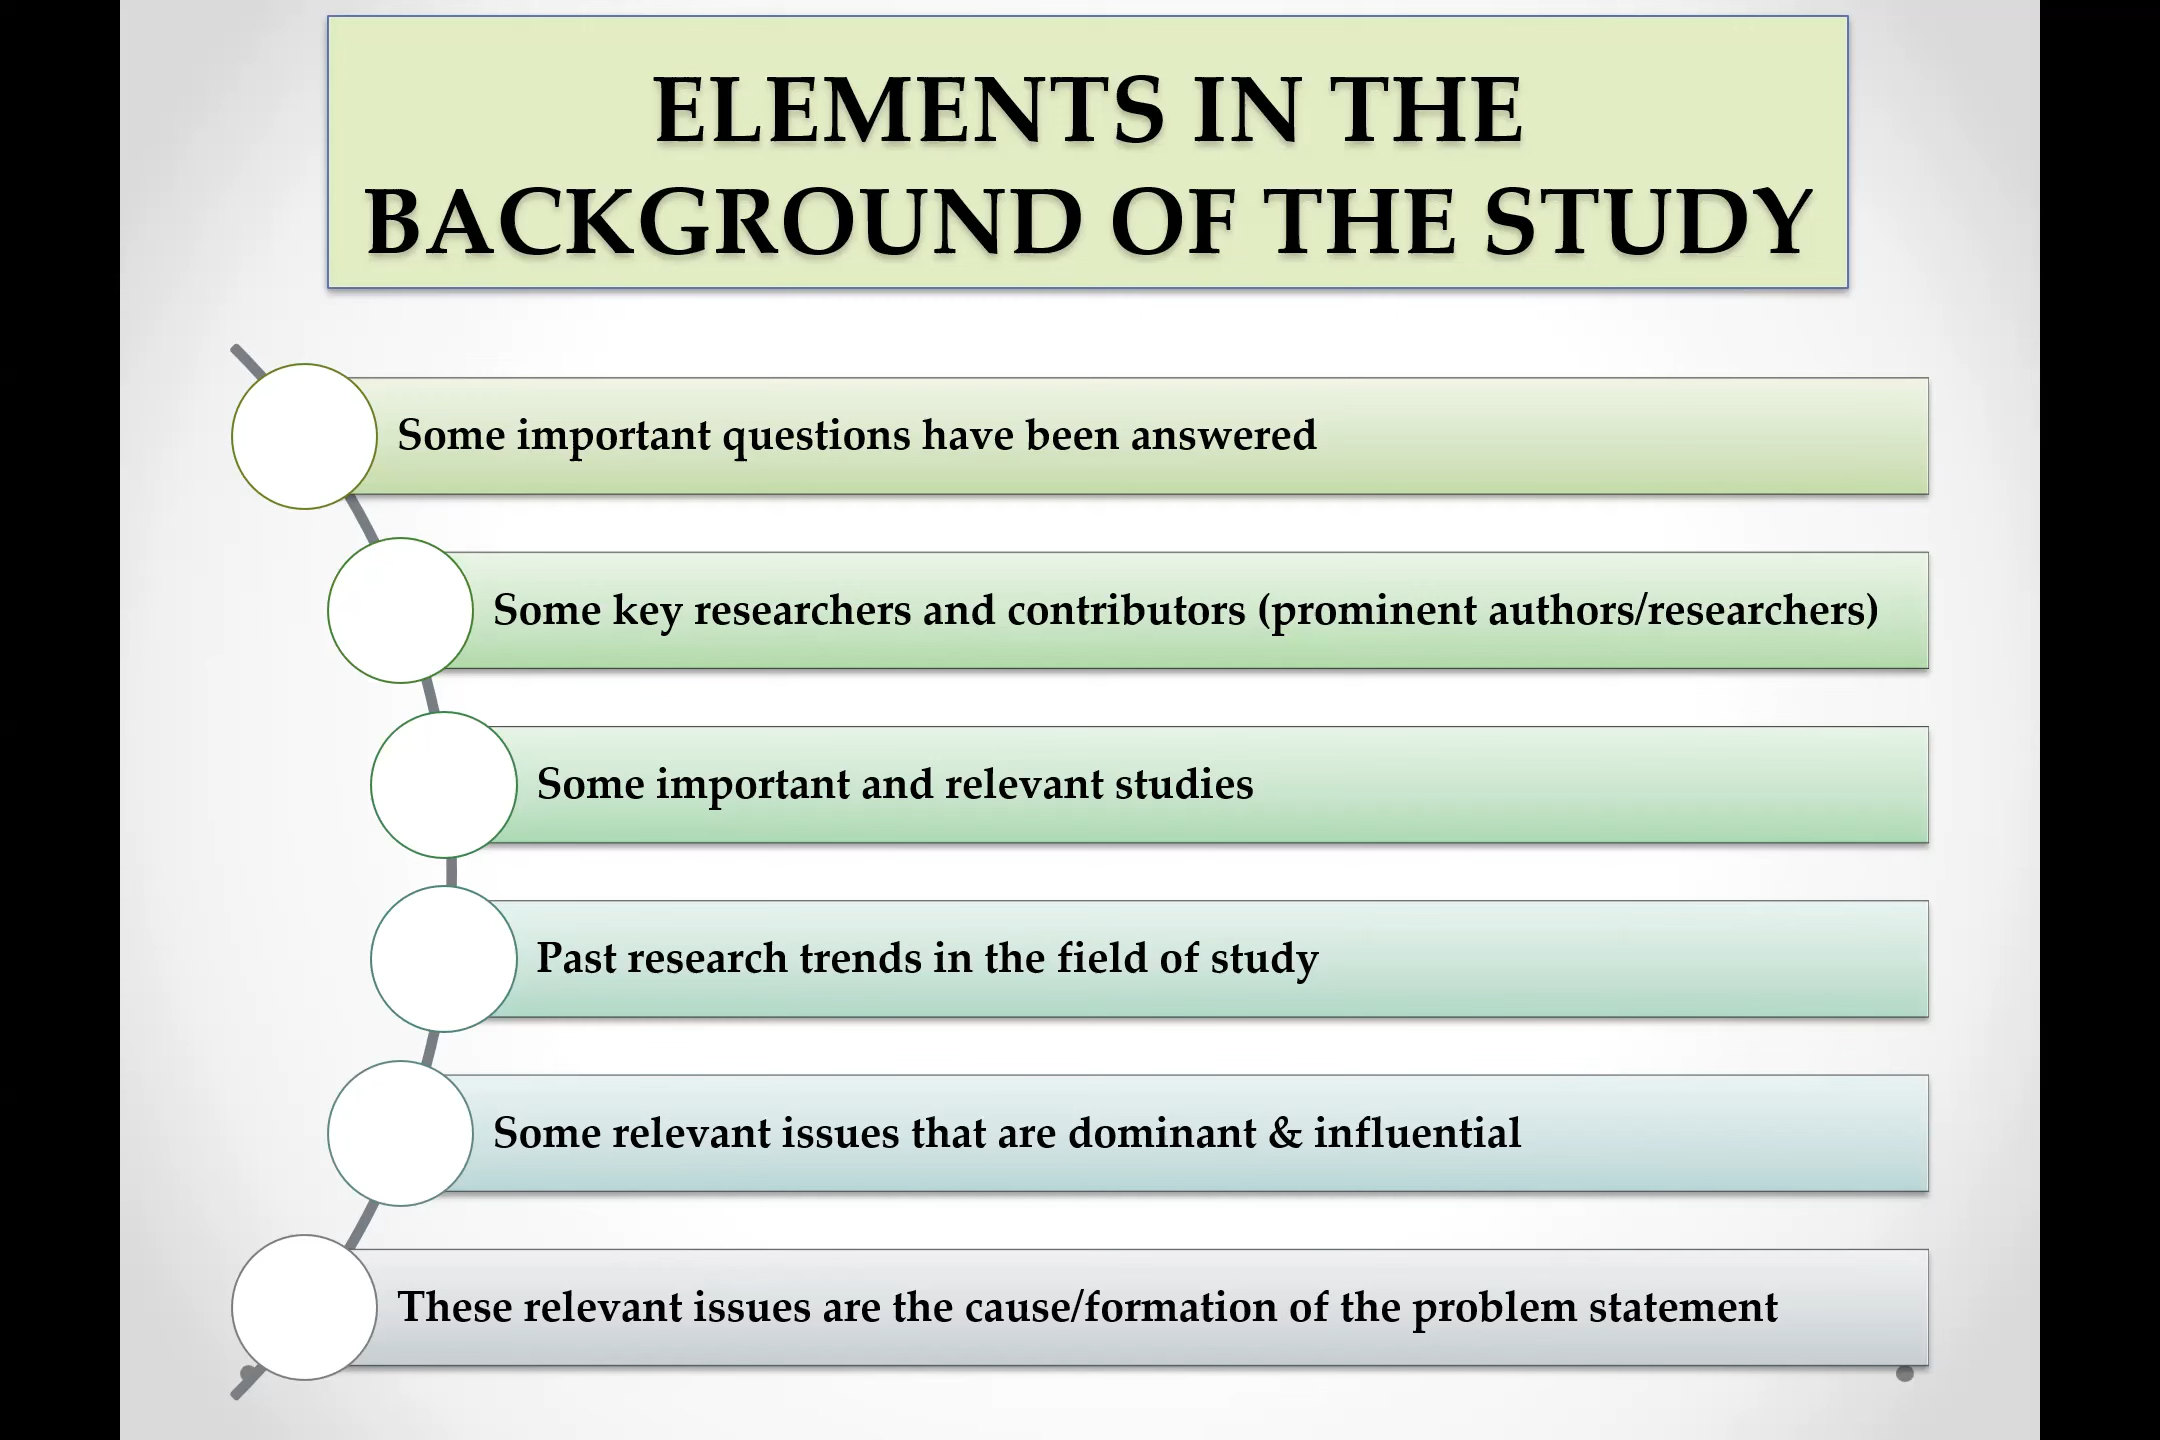 ELEMENTS IN THE
BACKGROUND OF THE STUDY
Some important questions have been answered
Some key researchers and contributors (prominent authors/researchers)
Some important and relevant studies
Past research trends in the field of study
Some relevant issues that are dominant & influential
These relevant issues are the cause/formation of the problem statement